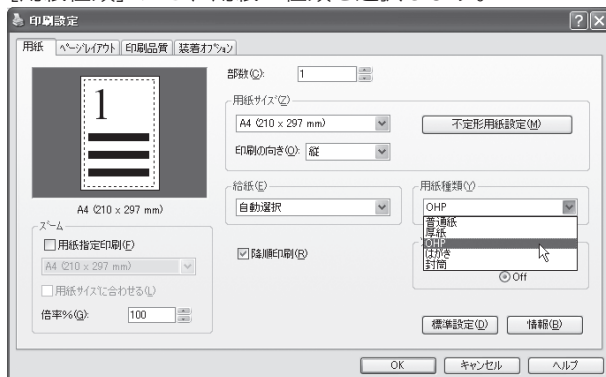 印刷設定
用紙
ページレイアウト
印刷品質
装着オプション
1
A4 (210 x 297 mm)
ズーム
用紙指定印刷(F)
A4 (210 x 297 mm)
用紙サイズに合わせる(L)
倍率%(G):
100
部数(C):
1
用紙サイズ(Z)
A4 (210 x 297 mm)
不定形用紙設定(M)
印刷の向き(O):
縦
給紙(E)
自動選択
降順印刷(R)
用紙種類(Y)
OHP
普通紙
厚紙
OHP
はがき
封筒
Off
標準設定(D)
情報(B)
OK
キャンセル
ヘルプ